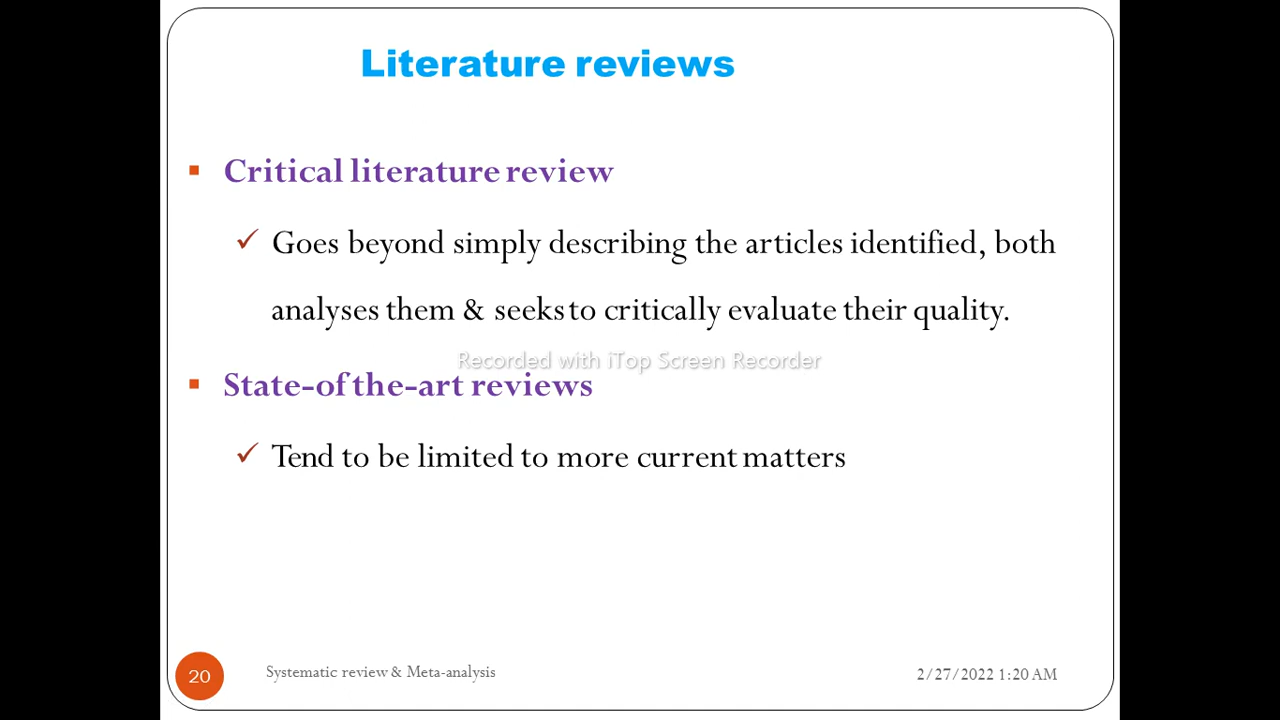 Literature reviews
Critical literature review
Goes beyond simply describing the articles identified, both
analyses them & seeks to critically evaluate their quality.
Recorded with iTop Screen Recorder
State-of the-art reviews
Tend to be limited to more current matters
20
Systematic review & Meta-analysis
2/27/2022 1:20 AM